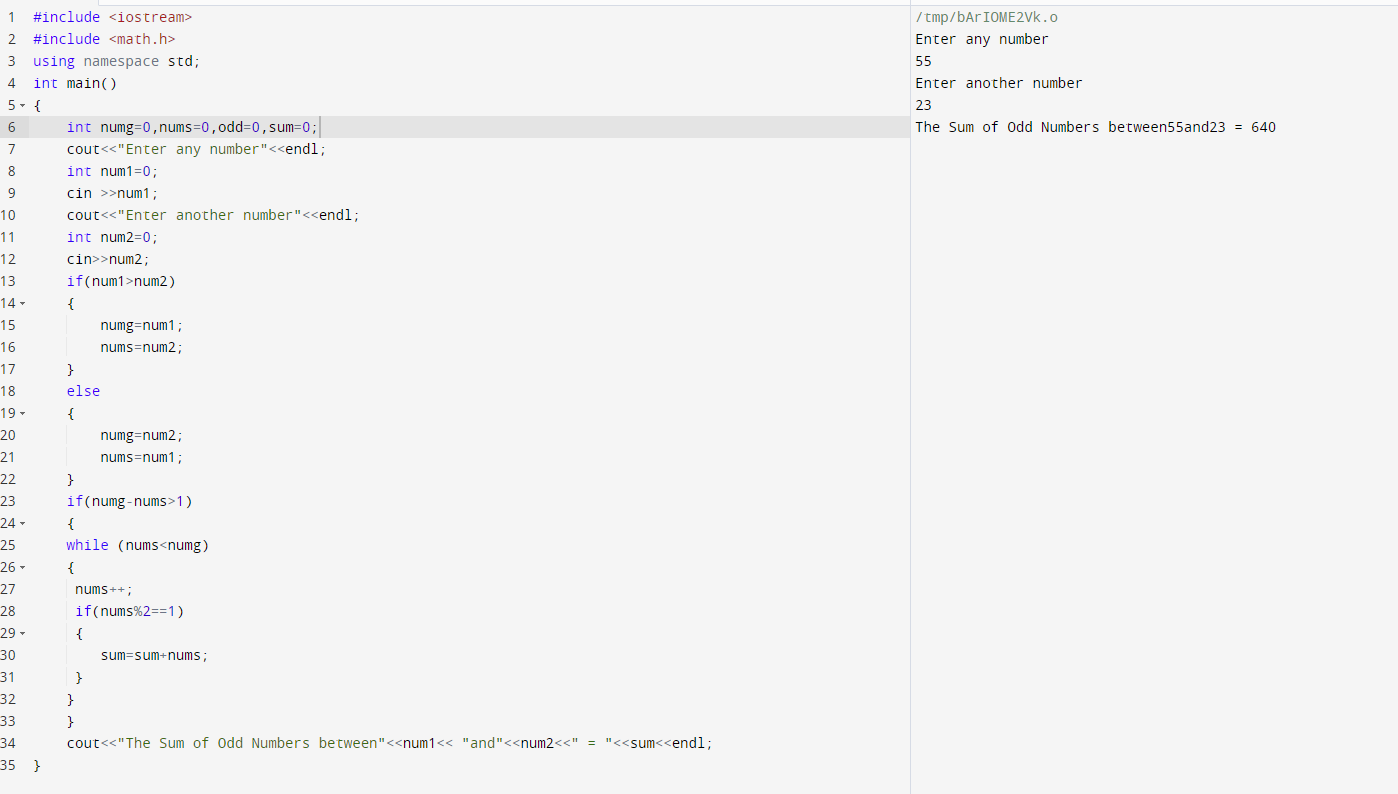 1 #include <iostream>
2 #include <math.h>
3 using namespace std;
4 int main()
5 {
6     int numg=0,nums=0,odd=0,sum=0;
7     cout<<"Enter any number"<<endl;
8     int num1=0;
9     cin >>num1;
10     cout<<"Enter another number"<<endl;
11     int num2=0;
12     cin>>num2;
13     if(num1>num2)
14     {
15         numg=num1;
16         nums=num2;
17     }
18     else
19     {
20         numg=num2;
21         nums=num1;
22     }
23     if(numg-nums>1)
24     {
25     while (nums<numg)
26     {
27      nums++;
28      if(nums%2==1)
29      {
30         sum=sum+nums;
31      }
32     }
33     }
34     cout<<"The Sum of Odd Numbers between"<<num1<< "and"<<num2<<" = "<<sum<<endl;
35 }
/tmp/bArIOME2Vk.o
Enter any number
55
Enter another number
23
The Sum of Odd Numbers between55and23 = 640